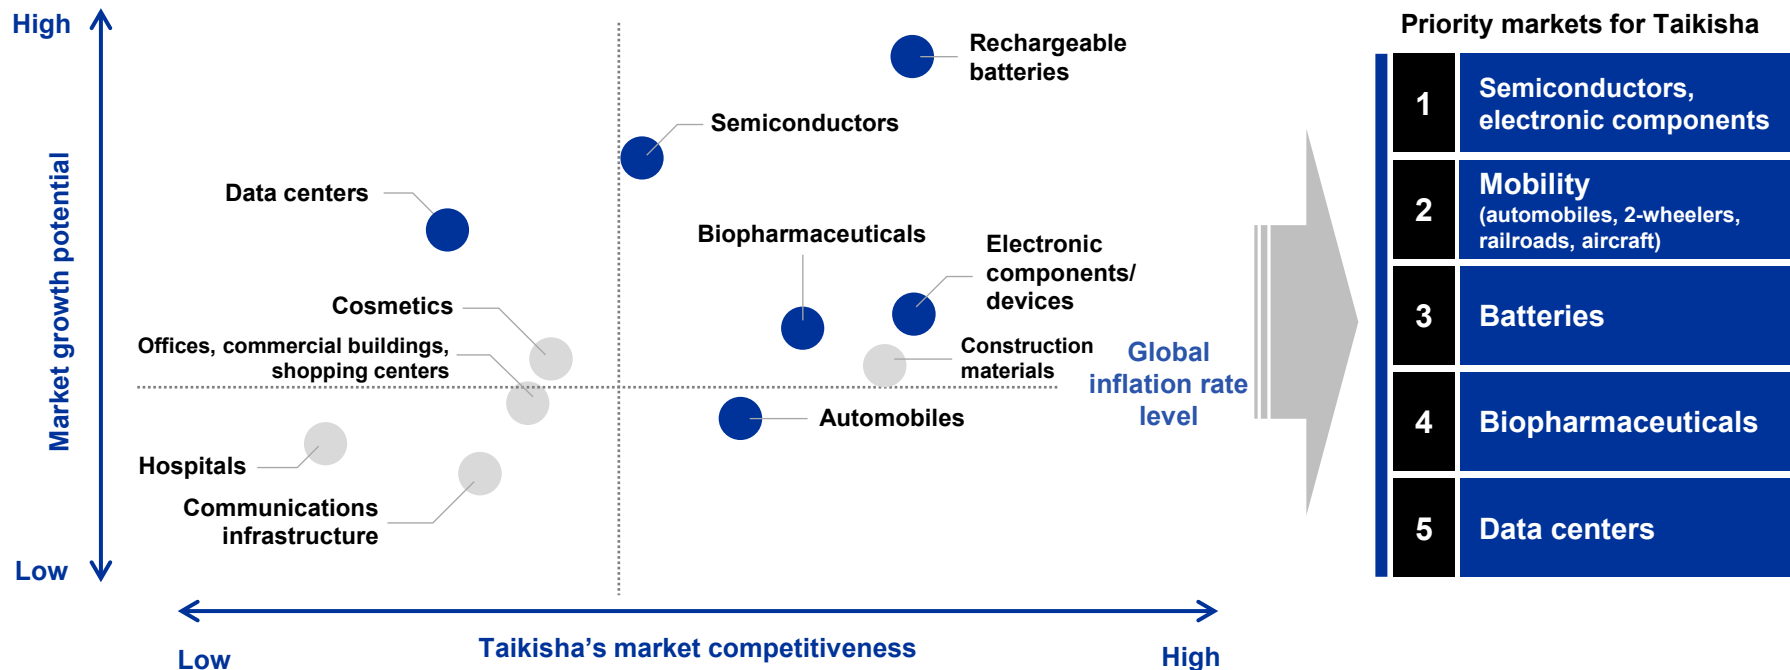 High
Market growth potential
Low
Rechargeable
batteries
Semiconductors
Data centers
Biopharmaceuticals
Electronic
components/
devices
Cosmetics
Offices, commercial buildings,
shopping centers
Construction
materials
Global
inflation rate
level
Automobiles
Hospitals
Communications
infrastructure
Low
Taikisha’s market competitiveness
High
Priority markets for Taikisha
1
Semiconductors,
electronic components
2
Mobility
(automobiles, 2-wheelers,
railroads, aircraft)
3
Batteries
4
Biopharmaceuticals
5
Data centers